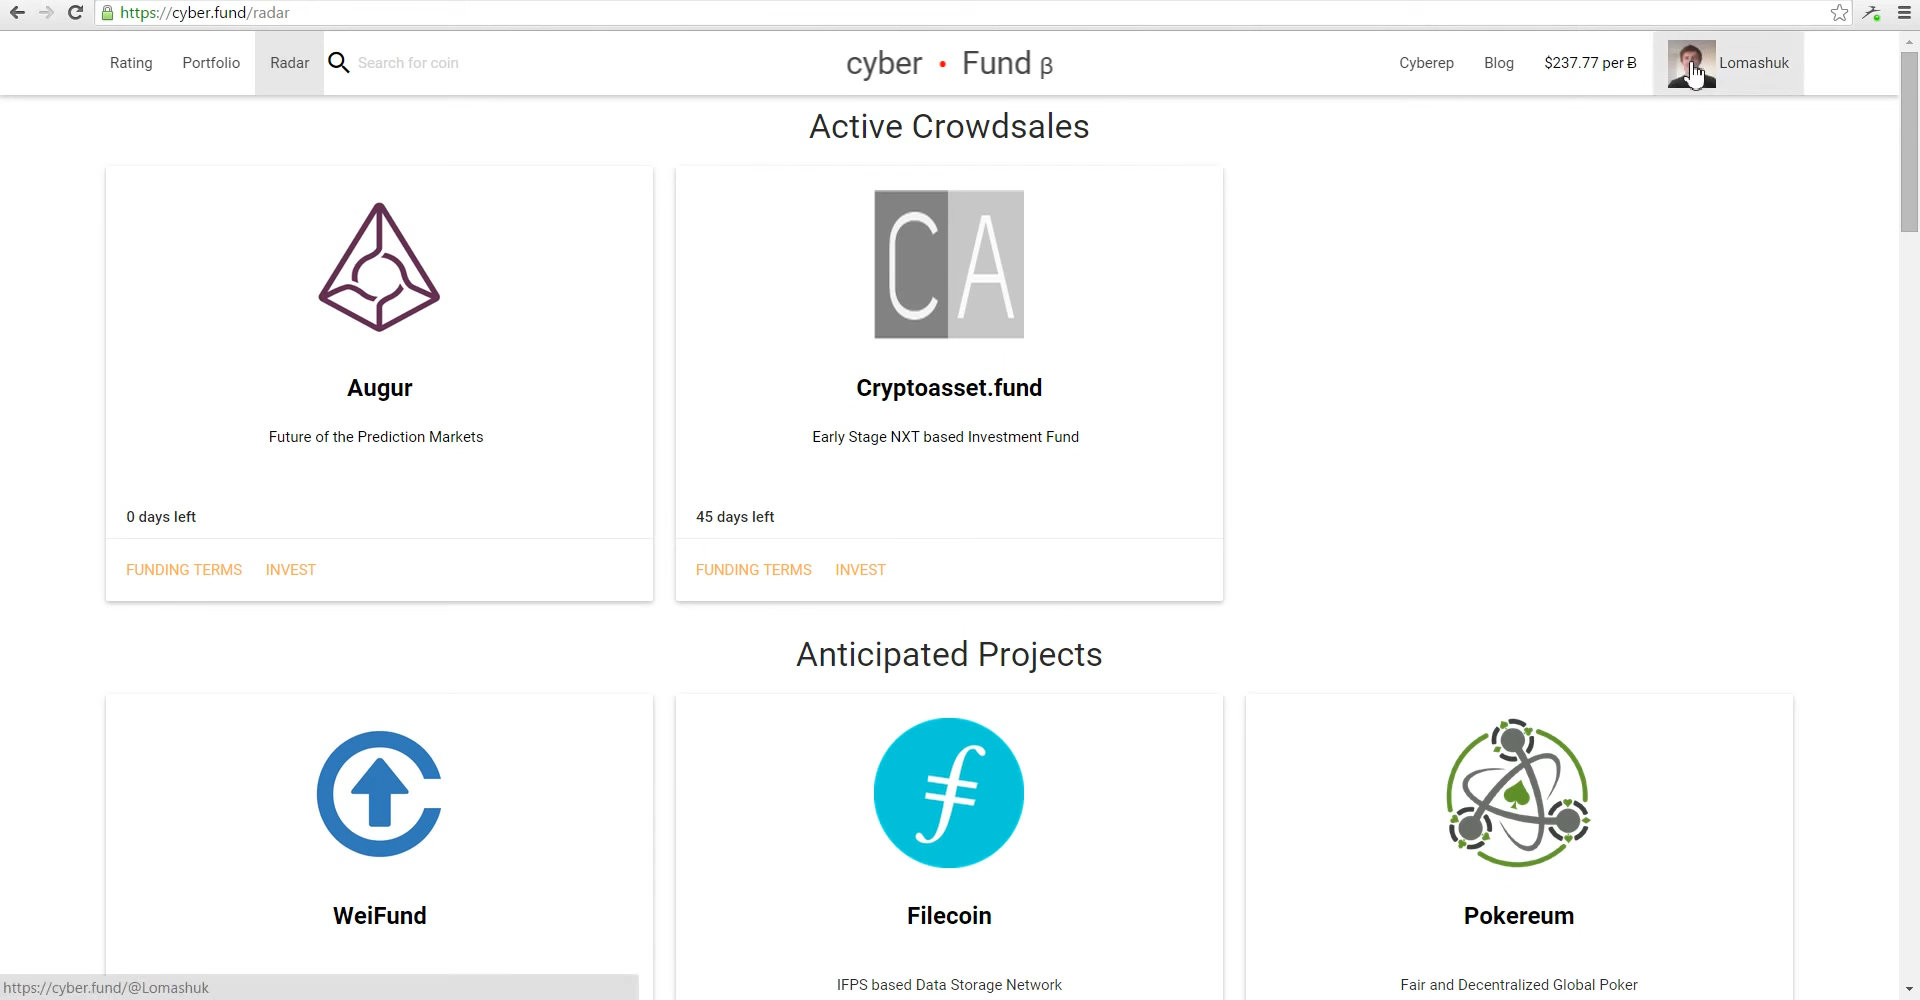 https://cyber.fund/radar
Rating Portfolio Radar Search for coin cyber • Fund β Cyberep Blog $237.77 per Ƀ Lomashuk
Active Crowdsales
CA
Augur Cryptoasset.fund
Future of the Prediction Markets Early Stage NXT based Investment Fund
0 days left 45 days left
FUNDING TERMS INVEST FUNDING TERMS INVEST
Anticipated Projects
WeiFund Filecoin Pokereum
IFPS based Data Storage Network Fair and Decentralized Global Poker
https://cyber.fund/@Lomashuk